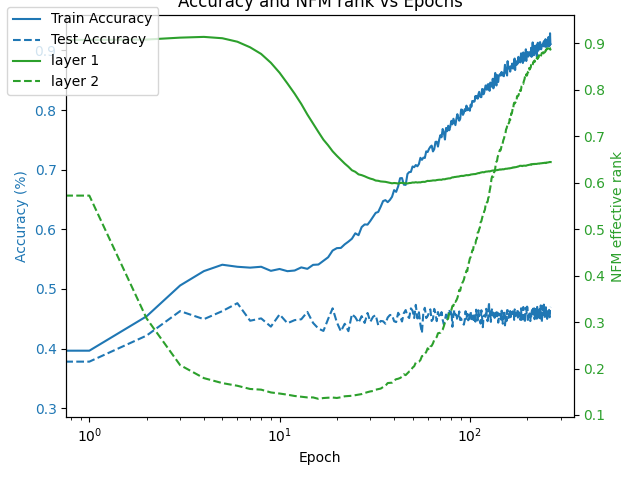 Accuracy and NFM rank vs Epochs
Train Accuracy
Test Accuracy
layer 1
layer 2
Accuracy (%)
0.9
0.8
0.7
0.6
0.5
0.4
0.3
NFM effective rank
0.9
0.8
0.7
0.6
0.5
0.4
0.3
0.2
0.1
10⁰
10¹
10²
Epoch